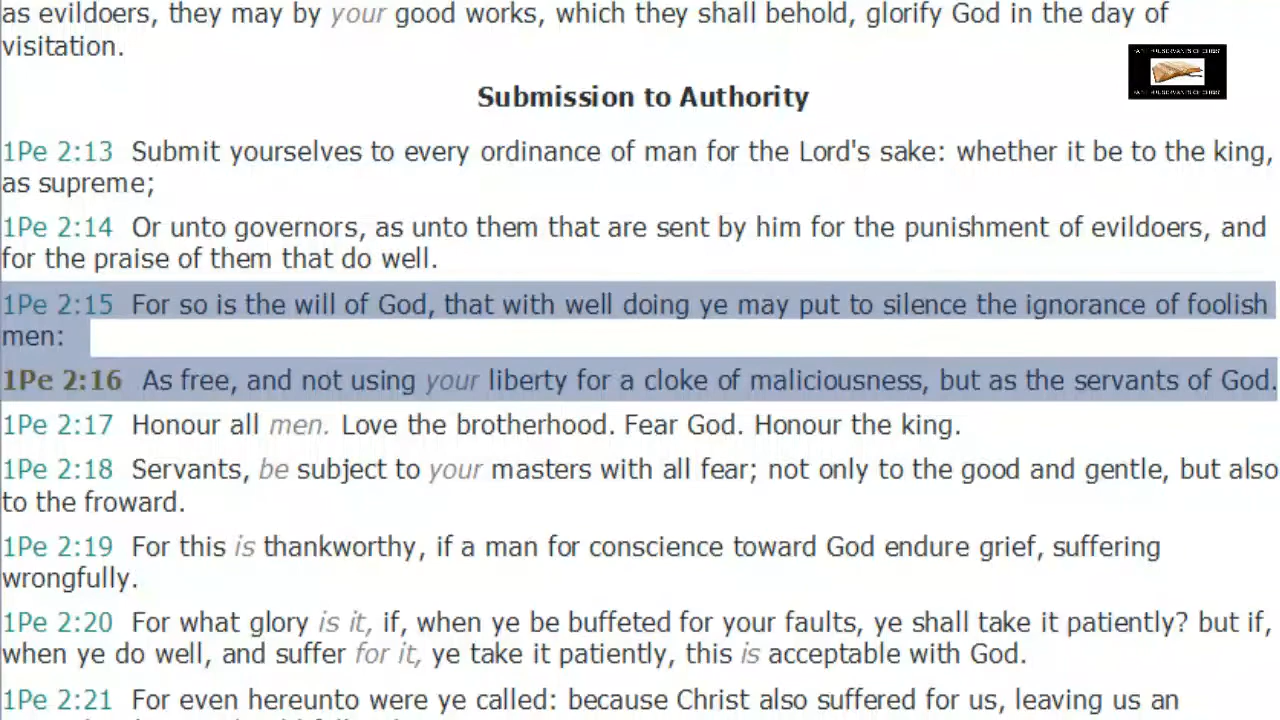 as evildoers, they may by your good works, which they shall behold, glorify God in the day of
visitation.
Submission to Authority
1Pe 2:13 Submit yourselves to every ordinance of man for the Lord's sake: whether it be to the king,
as supreme;
1Pe 2:14 Or unto governors, as unto them that are sent by him for the punishment of evildoers, and
for the praise of them that do well.
1Pe 2:15 For so is the will of God, that with well doing ye may put to silence the ignorance of foolish
men:
1Pe 2:16 As free, and not using your liberty for a cloke of maliciousness, but as the servants of God.
1Pe 2:17 Honour all men. Love the brotherhood. Fear God. Honour the king.
1Pe 2:18 Servants, be subject to your masters with all fear; not only to the good and gentle, but also
to the froward.
1Pe 2:19 For this is thankworthy, if a man for conscience toward God endure grief, suffering
wrongfully.
1Pe 2:20 For what glory is it, if, when ye be buffeted for your faults, ye shall take it patiently? but if,
when ye do well, and suffer for it, ye take it patiently, this is acceptable with God.
1Pe 2:21 For even hereunto were ye called: because Christ also suffered for us, leaving us an